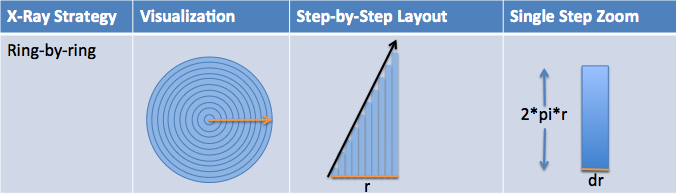 X-Ray Strategy
Visualization
Step-by-Step Layout
Single Step Zoom
Ring-by-ring
2*pi*r
r
dr